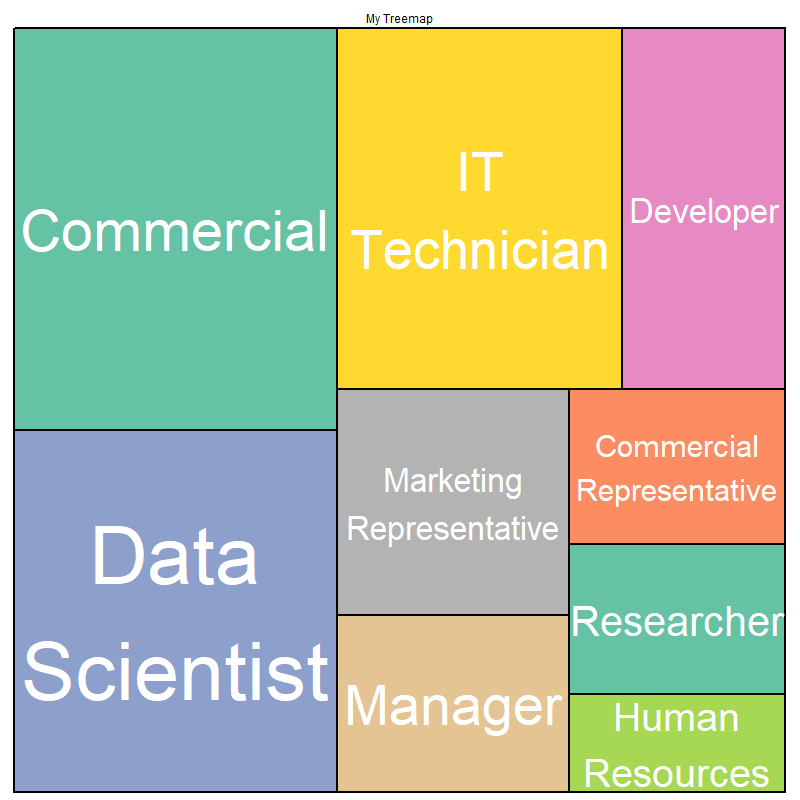 My Treemap
Commercial
IT
Technician
Developer
Data
Scientist
Marketing
Representative
Manager
Commercial
Representative
Researcher
Human
Resources